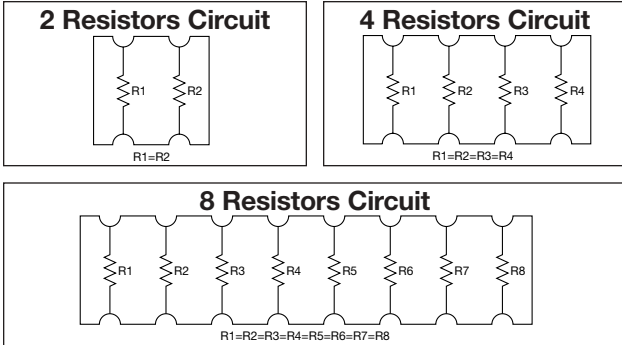 2 Resistors Circuit
R1 R2
R1=R2
4 Resistors Circuit
R1 R2 R3 R4
R1=R2=R3=R4
8 Resistors Circuit
R1 R2 R3 R4 R5 R6 R7 R8
R1=R2=R3=R4=R5=R6=R7=R8